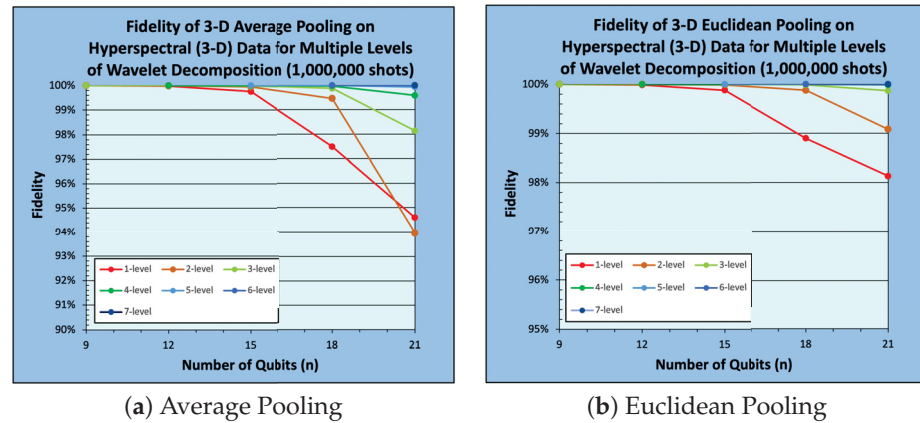 Fidelity of 3-D Average Pooling on
Hyperspectral (3-D) Data for Multiple Levels
of Wavelet Decomposition (1,000,000 shots)
100%
99%
98%
97%
96%
95%
94%
93%
92%
91%
90%
Fidelity
1-level
2-level
3-level
4-level
5-level
6-level
7-level
9
12
15
18
21
Number of Qubits (n)
(a) Average Pooling
Fidelity of 3-D Euclidean Pooling on
Hyperspectral (3-D) Data for Multiple Levels
of Wavelet Decomposition (1,000,000 shots)
100%
99%
98%
97%
96%
95%
Fidelity
1-level
2-level
3-level
4-level
5-level
6-level
7-level
9
12
15
18
21
Number of Qubits (n)
(b) Euclidean Pooling